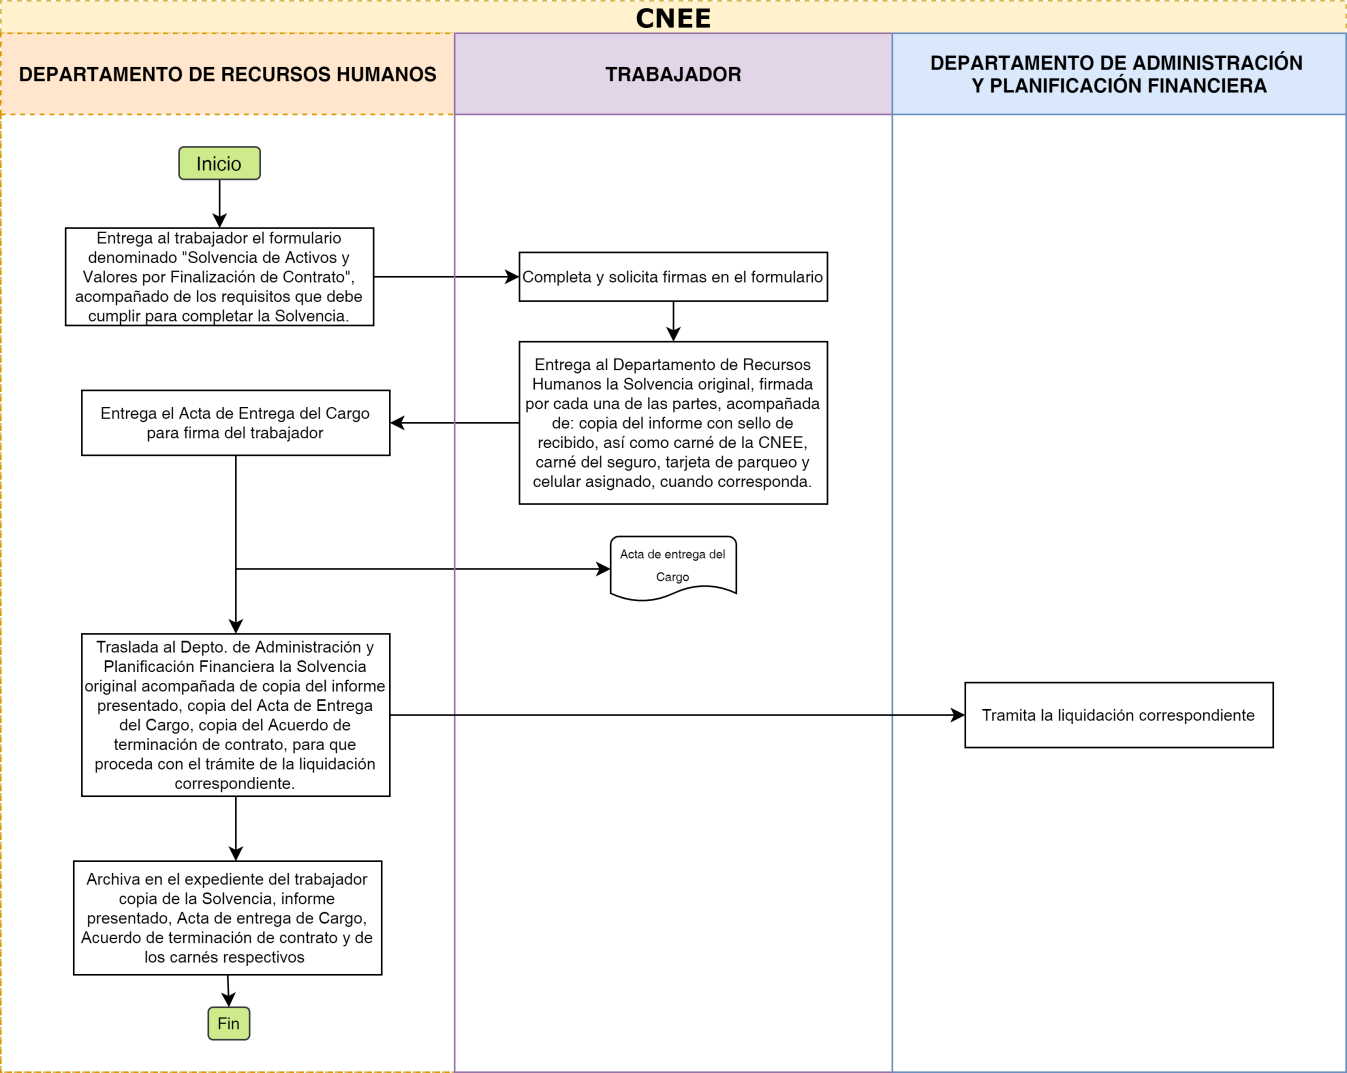 CNEE
DEPARTAMENTO DE RECURSOS HUMANOS
TRABAJADOR
DEPARTAMENTO DE ADMINISTRACIÓN
Y PLANIFICACIÓN FINANCIERA
Inicio
Entrega al trabajador el formulario
denominado "Solvencia de Activos y
Valores por Finalización de Contrato",
acompañado de los requisitos que debe
cumplir para completar la Solvencia.
Completa y solicita firmas en el formulario
Entrega al Departamento de Recursos
Humanos la Solvencia original, firmada
por cada una de las partes, acompañada
de: copia del informe con sello de
recibido, así como carné de la CNEE,
carné del seguro, tarjeta de parqueo y
celular asignado, cuando corresponda.
Entrega el Acta de Entrega del Cargo
para firma del trabajador
Acta de entrega del
Cargo
Traslada al Depto. de Administración y
Planificación Financiera la Solvencia
original acompañada de copia del informe
presentado, copia del Acta de Entrega
del Cargo, copia del Acuerdo de
terminación de contrato, para que
proceda con el trámite de la liquidación
correspondiente.
Tramita la liquidación correspondiente
Archiva en el expediente del trabajador
copia de la Solvencia, informe
presentado, Acta de entrega de Cargo,
Acuerdo de terminación de contrato y de
los carnés respectivos
Fin